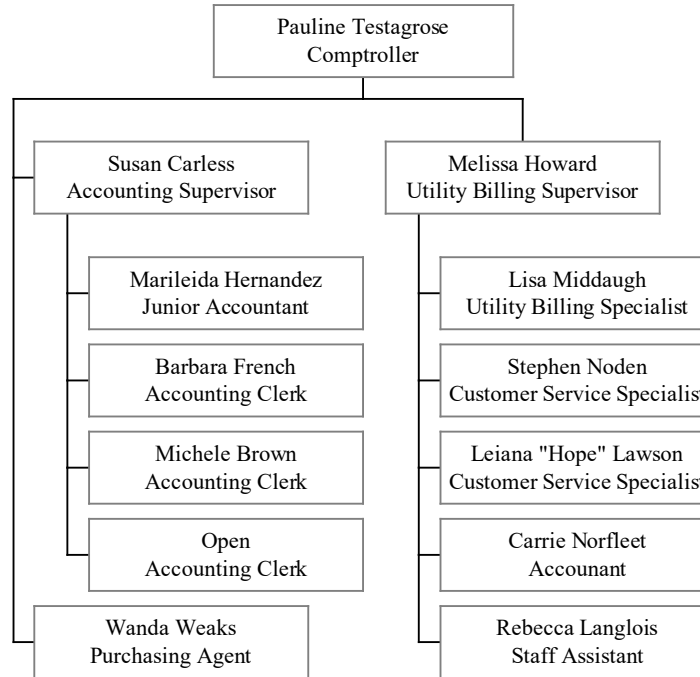 Pauline Testagrose
Comptroller
Susan Carless
Accounting Supervisor
Marileida Hernandez
Junior Accountant
Barbara French
Accounting Clerk
Michele Brown
Accounting Clerk
Open
Accounting Clerk
Wanda Weaks
Purchasing Agent
Melissa Howard
Utility Billing Supervisor
Lisa Middaugh
Utility Billing Specialist
Stephen Noden
Customer Service Specialist
Leiana "Hope" Lawson
Customer Service Specialist
Carrie Norfleet
Accounant
Rebecca Langlois
Staff Assistant